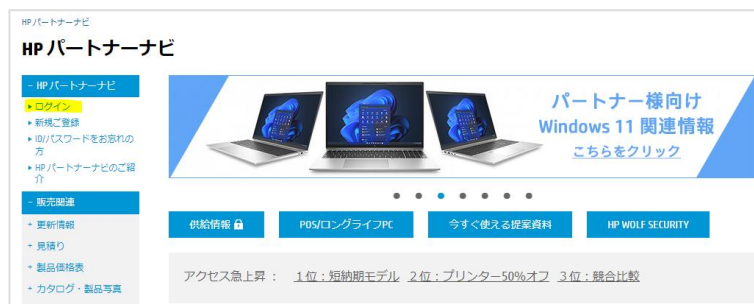 HP パートナーナビ
HP パートナーナビ
- HP パートナーナビ
ログイン
新規ご登録
ID/パスワードをお忘れの
方
HP パートナーナビのご紹
介
- 販売関連
+ 更新情報
+ 見積り
+ 製品価格表
+ カタログ・製品写真
パートナー様向け
Windows 11 関連情報
こちらをクリック
供給情報
POS/ロングライフPC
今すぐ使える提案資料
HP WOLF SECURITY
アクセス急上昇 : 1位:短納期モデル 2位:プリンター50%オフ 3位:競合比較